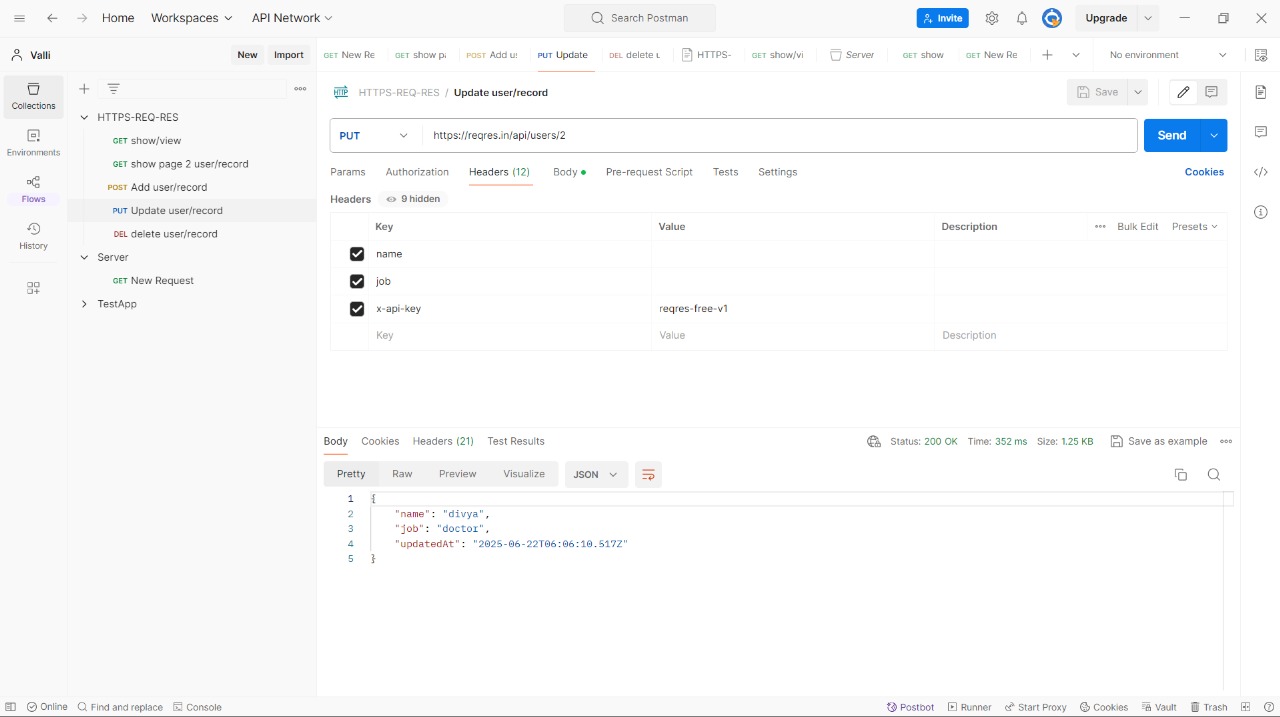 Home Workspaces API Network Search Postman Invite Upgrade
Valli New Import GET New Re GET show pa POST Add us PUT Update DEL delete u HTTPS- GET show/vi Server GET show GET New Re No environment
HTTPS-REQ-RES / Update user/record Save
Collections
Environments
Flows
History
HTTPS-REQ-RES
GET show/view
GET show page 2 user/record
POST Add user/record
PUT Update user/record
DEL delete user/record
Server
GET New Request
TestApp
PUT https://reqres.in/api/users/2 Send
Params Authorization Headers (12) Body Pre-request Script Tests Settings Cookies
Headers 9 hidden
Key Value Description Bulk Edit Presets
name
job
x-api-key reqres-free-v1
Key Value Description
Body Cookies Headers (21) Test Results Status: 200 OK Time: 352 ms Size: 1.25 KB Save as example
Pretty Raw Preview Visualize JSON
1 {
2 "name": "divya",
3 "job": "doctor",
4 "updatedAt": "2025-06-22T06:06:10.517Z"
5 }
Online Find and replace Console Postbot Runner Start Proxy Cookies Vault Trash